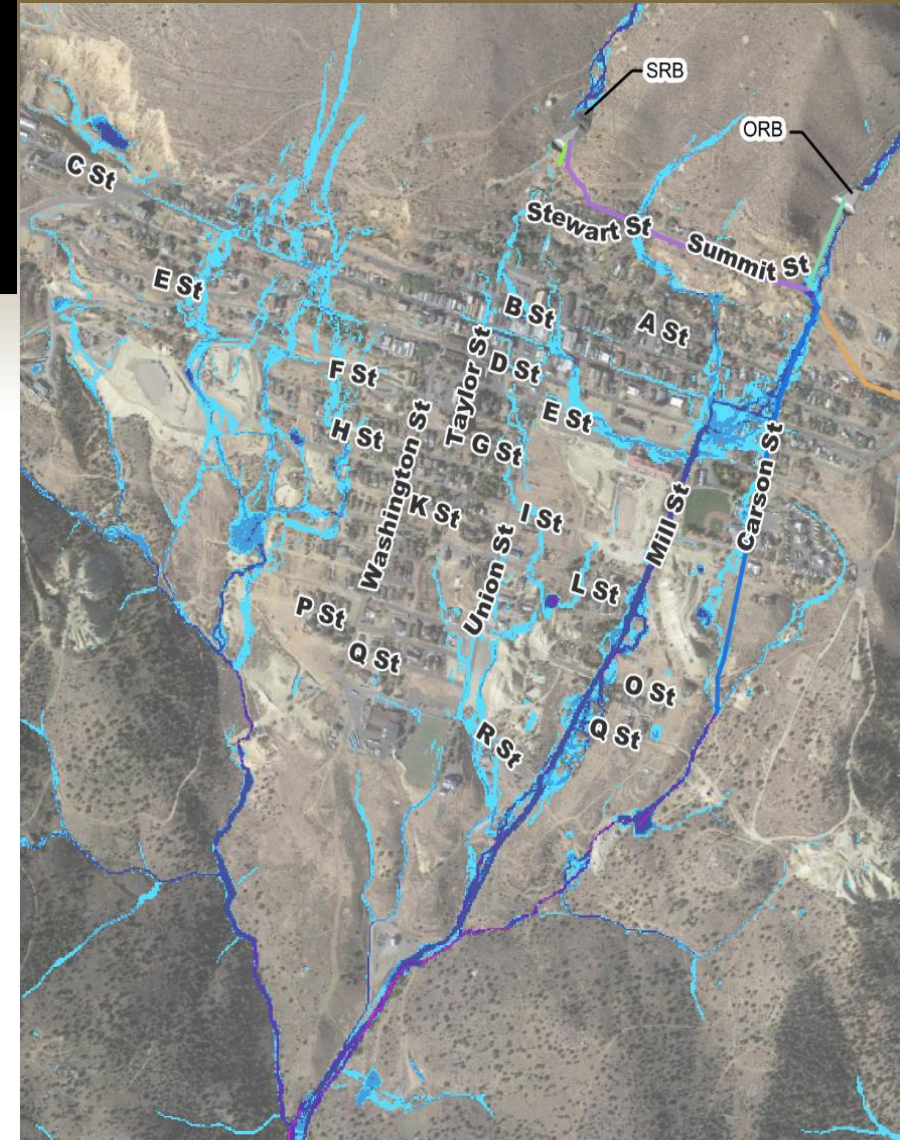 SRB
ORB
C St
Stewart St
Summit St
E St
B St
A St
Taylor St
D St
F St
E St
H St
G St
Washington St
K St
I St
Mill St
Carson St
L St
Union St
P St
Q St
O St
Q St
R St